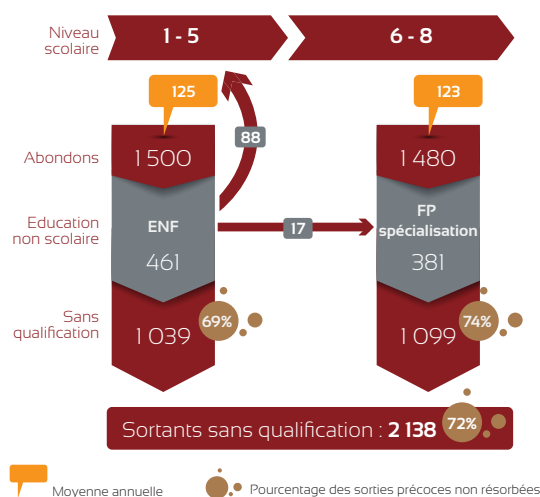 Niveau
scolaire
1 - 5
6 - 8
125
123
88
Abondons
1 500
1 480
Education
non scolaire
ENF
461
17
FP
spécialisation
381
Sans
qualification
1 039
69%
1 099
74%
Sortants sans qualification : 2 138
72%
Moyenne annuelle
Pourcentage des sorties précoces non résorbées